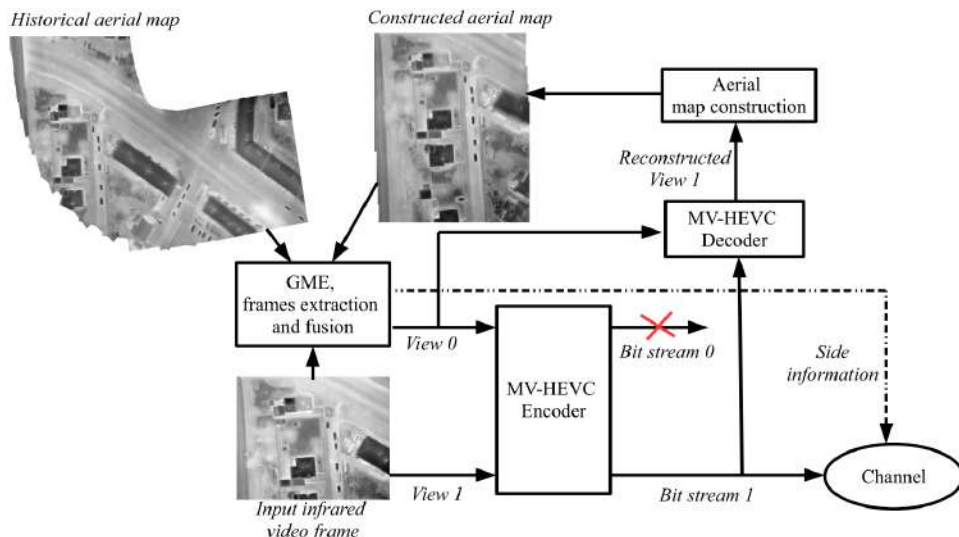 Historical aerial map
Constructed aerial map
Aerial
map construction
Reconstructed
View 1
MV-HEVC
Decoder
GME,
frames extraction
and fusion
View 0
Bit stream 0
MV-HEVC
Encoder
Side
information
View 1
Bit stream 1
Channel
Input infrared
video frame